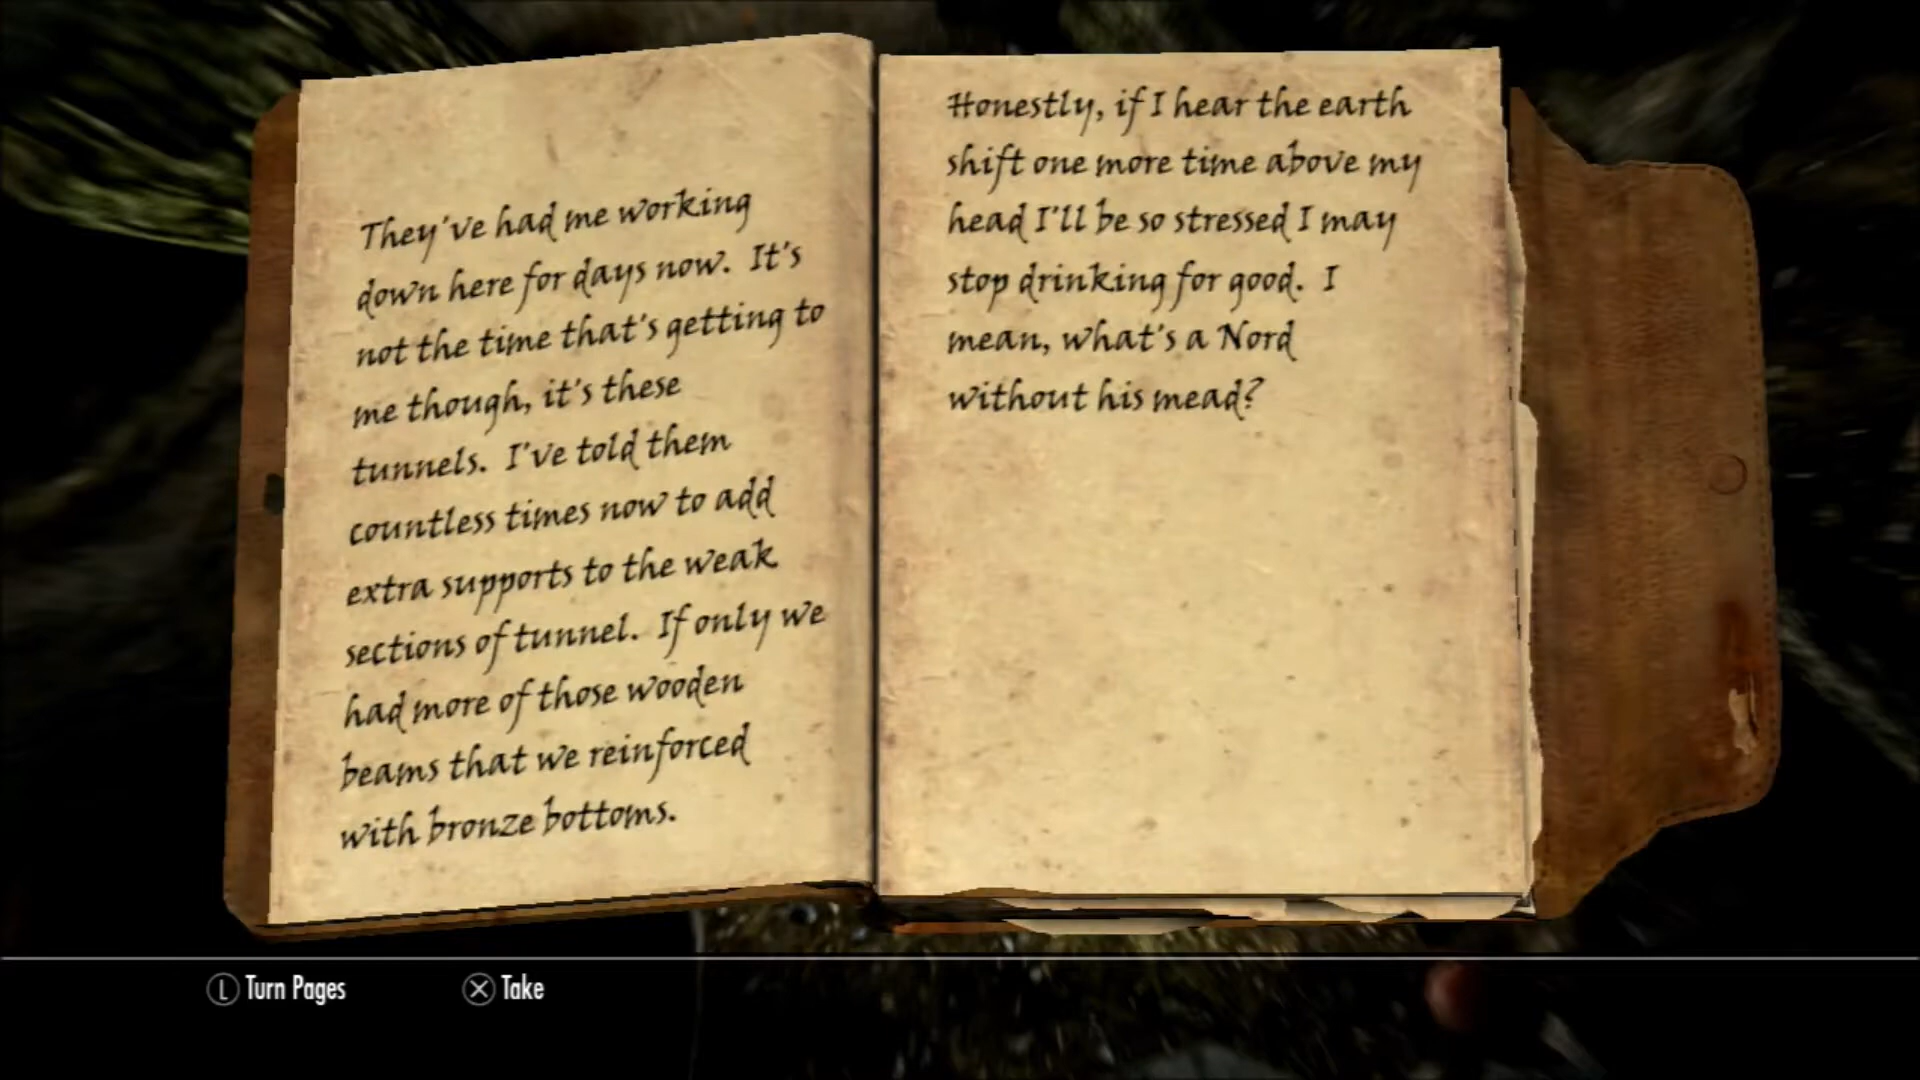 They've had me working
down here for days now.  It's
not the time that's getting to
me though, it's these
tunnels.  I've told them
countless times now to add
extra supports to the weak
sections of tunnel.  If only we
had more of those wooden
beams that we reinforced
with bronze bottoms.
Honestly, if I hear the earth
shift one more time above my
head I'll be so stressed I may
stop drinking for good.  I
mean, what's a Nord
without his mead?
L Turn Pages
X Take